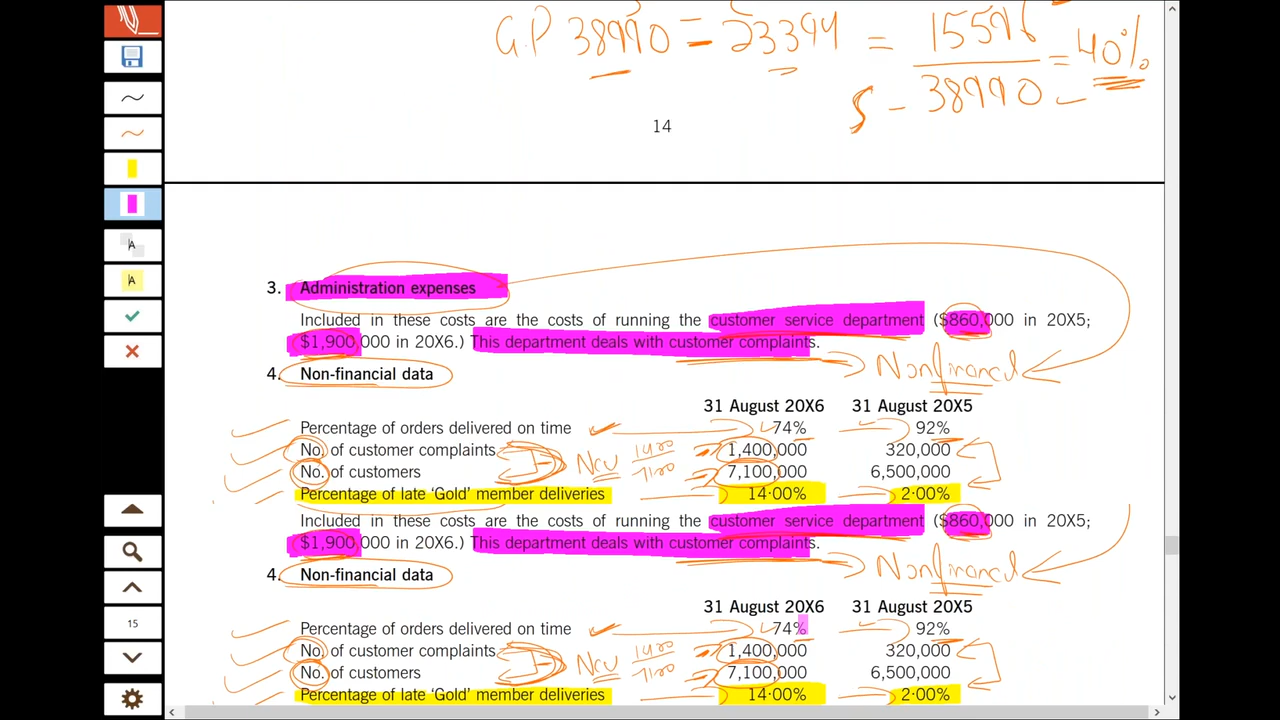 G.P 38990 = 23394 = 15596 = 40%
S - 38990
14
3. Administration expenses
Included in these costs are the costs of running the customer service department ($860,000 in 20X5;
$1,900,000 in 20X6.) This department deals with customer complaints.
Nonfinancial
4. Non-financial data
31 August 20X6 31 August 20X5
Percentage of orders delivered on time 74% 92%
No. of customer complaints 1400 1,400,000 320,000
No. of customers 7100 7,100,000 6,500,000
Percentage of late ‘Gold’ member deliveries 14·00% 2·00%
Included in these costs are the costs of running the customer service department ($860,000 in 20X5;
$1,900,000 in 20X6.) This department deals with customer complaints.
Nonfinancial
4. Non-financial data
31 August 20X6 31 August 20X5
Percentage of orders delivered on time 74% 92%
No. of customer complaints 1400 1,400,000 320,000
No. of customers 7100 7,100,000 6,500,000
Percentage of late ‘Gold’ member deliveries 14·00% 2·00%
A
A
15